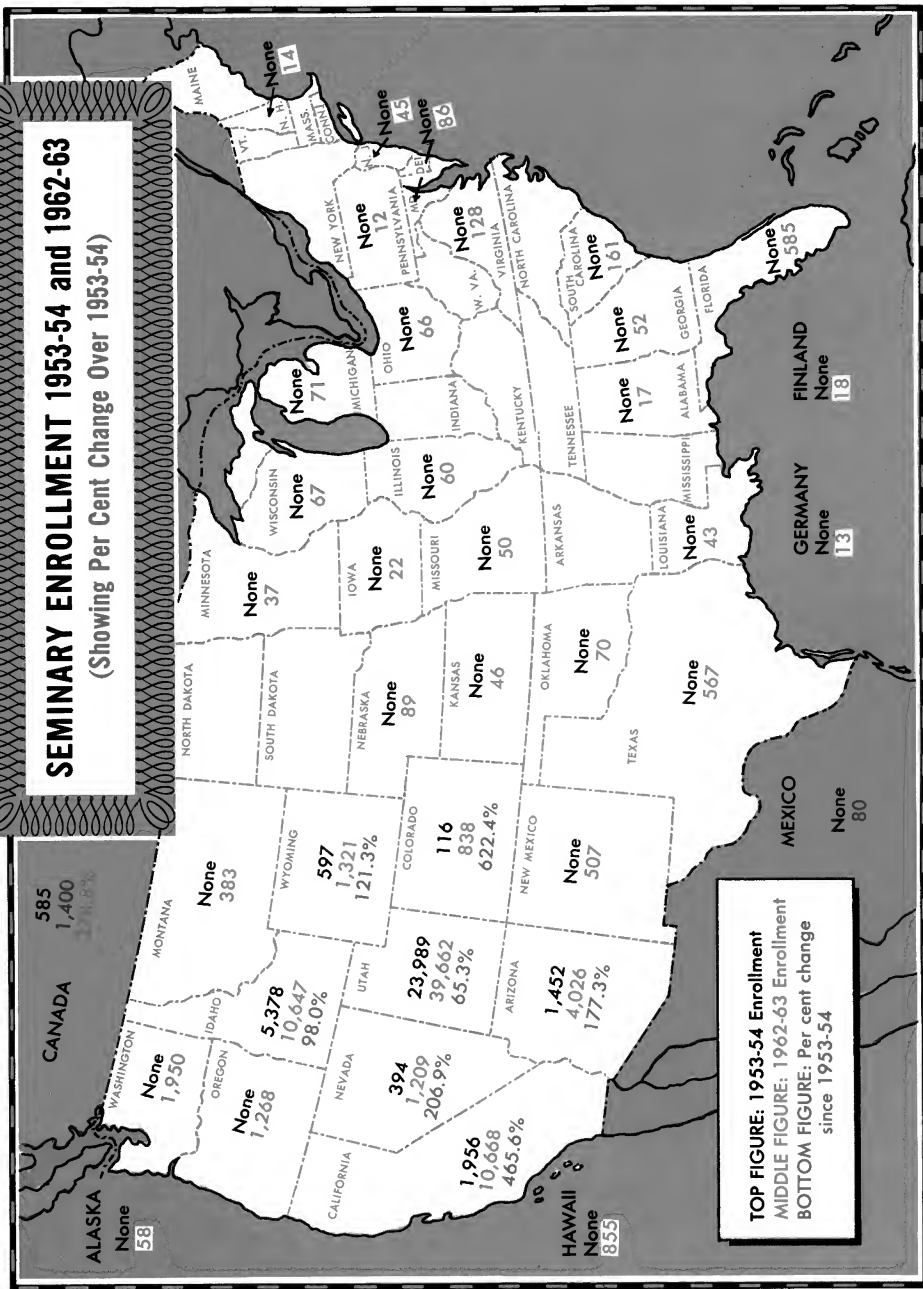 SEMINARY ENROLLMENT 1953-54 and 1962-63
(Showing Per Cent Change Over 1953-54)
CANADA
585
1,400
ALASKA
None
58
WASHINGTON
None
1,950
OREGON
None
1,268
CALIFORNIA
1,956
10,668
465.6%
NEVADA
394
1,209
206.9%
IDAHO
5,378
10,647
98.0%
MONTANA
None
383
WYOMING
597
1,321
121.3%
UTAH
23,989
39,662
65.3%
COLORADO
116
838
622.4%
ARIZONA
1,452
4,026
177.3%
NEW MEXICO
None
507
NORTH DAKOTA
SOUTH DAKOTA
NEBRASKA
None
89
KANSAS
None
46
OKLAHOMA
None
70
TEXAS
None
567
MINNESOTA
None
37
IOWA
None
22
MISSOURI
None
50
ARKANSAS
LOUISIANA
None
43
WISCONSIN
None
67
ILLINOIS
None
60
MICHIGAN
None
71
INDIANA
OHIO
None
66
KENTUCKY
TENNESSEE
MISSISSIPPI
ALABAMA
None
17
GEORGIA
None
52
FLORIDA
None
585
SOUTH
CAROLINA
None
161
NORTH CAROLINA
VIRGINIA
None
128
W. VA.
MD.
None
86
DEL
PENNSYLVANIA
None
12
NEW YORK
N. J.
None
45
CONN
MASS.
N. H.
VT.
None
14
MAINE
HAWAII
None
855
MEXICO
None
80
GERMANY
None
13
FINLAND
None
18
TOP FIGURE: 1953-54 Enrollment
MIDDLE FIGURE: 1962-63 Enrollment
BOTTOM FIGURE: Per cent change
since 1953-54